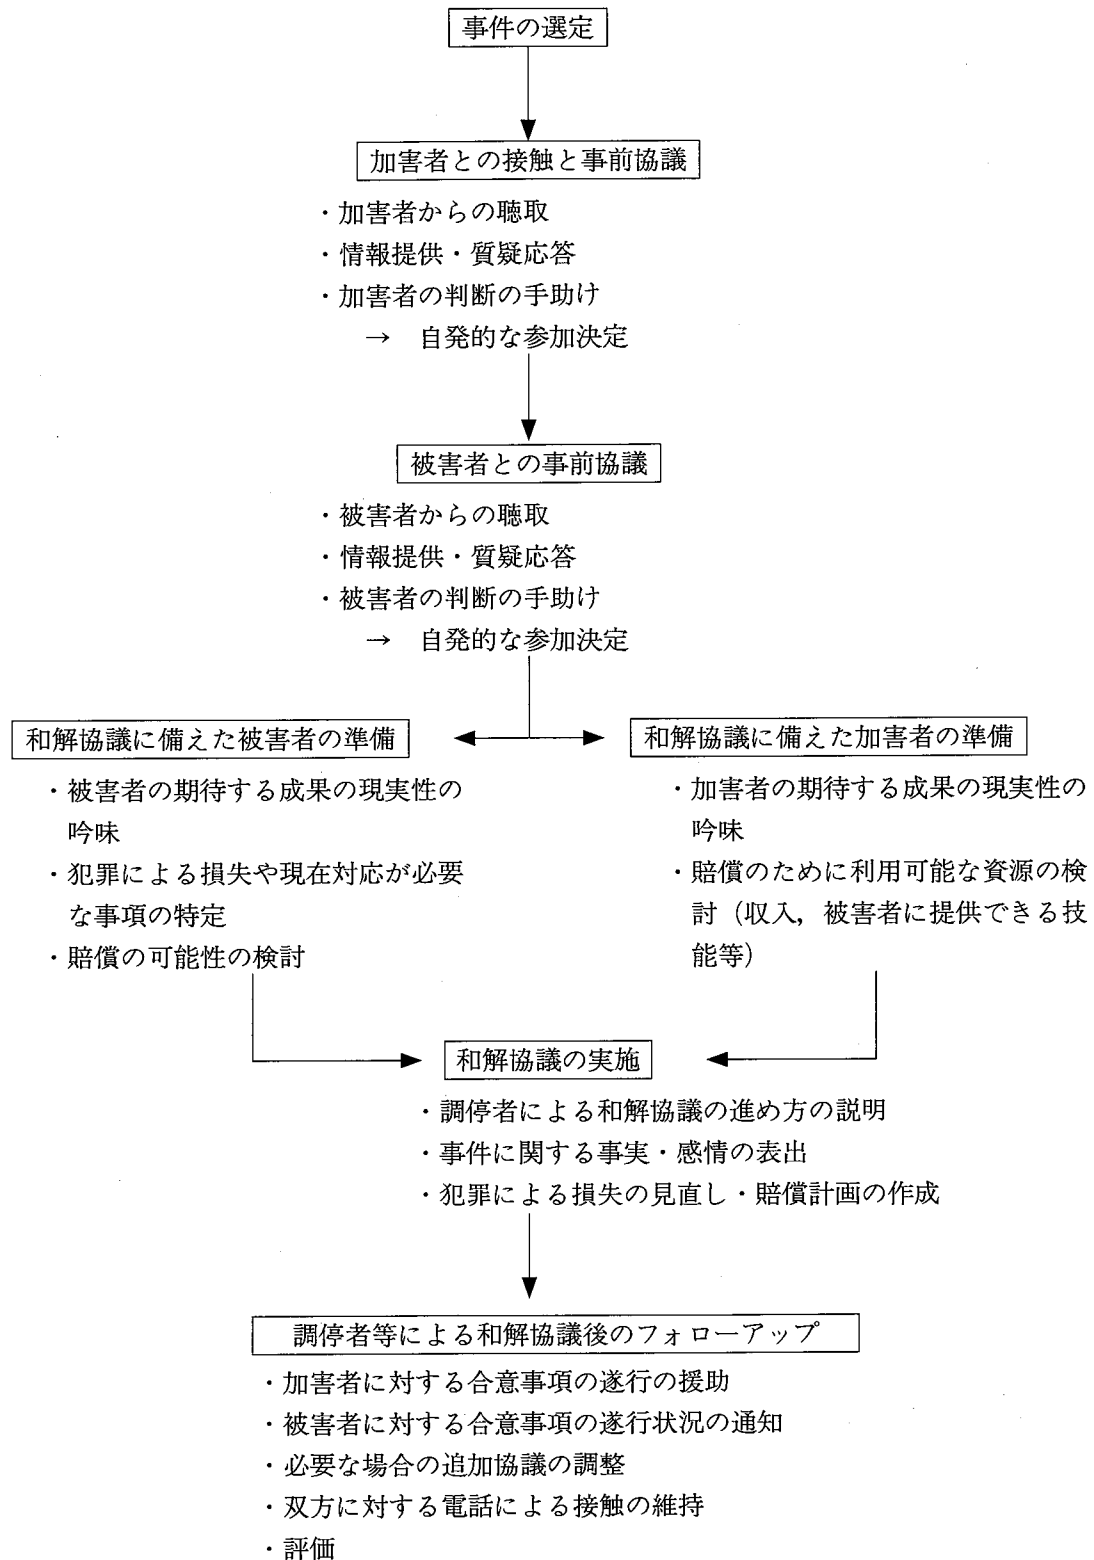 事件の選定
加害者との接触と事前協議
・加害者からの聴取
・情報提供・質疑応答
・加害者の判断の手助け
→　自発的な参加決定
被害者との事前協議
・被害者からの聴取
・情報提供・質疑応答
・被害者の判断の手助け
→　自発的な参加決定
和解協議に備えた被害者の準備
・被害者の期待する成果の現実性の
吟味
・犯罪による損失や現在対応が必要
な事項の特定
・賠償の可能性の検討
和解協議に備えた加害者の準備
・加害者の期待する成果の現実性の
吟味
・賠償のために利用可能な資源の検
討（収入，被害者に提供できる技
能等）
和解協議の実施
・調停者による和解協議の進め方の説明
・事件に関する事実・感情の表出
・犯罪による損失の見直し・賠償計画の作成
調停者等による和解協議後のフォローアップ
・加害者に対する合意事項の遂行の援助
・被害者に対する合意事項の遂行状況の通知
・必要な場合の追加協議の調整
・双方に対する電話による接触の維持
・評価